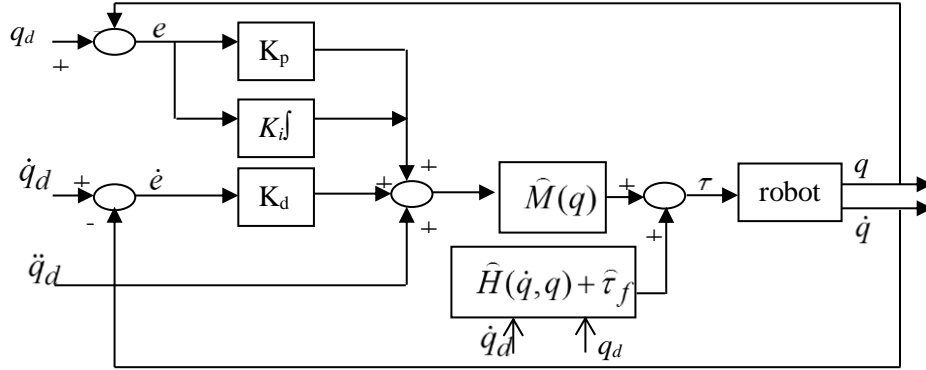 q_d + e K_p
K_i∫
+
q̇_d + - ė K_d + + M̂(q) + τ robot q q̇
q̈_d +
Ĥ(q̇,q) + τ̂_f
q̇_d q_d